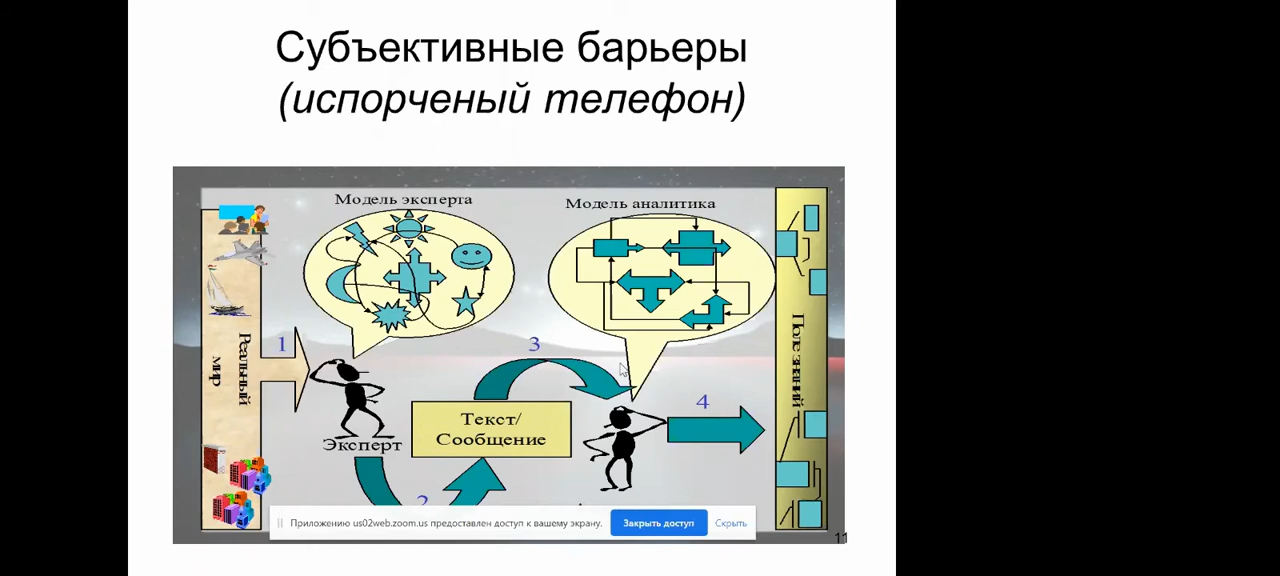 Субъективные барьеры
(испорченый телефон)
Модель эксперта
Модель аналитика
Реальный
мир
1
3
Поле знаний
4
Текст/
Сообщение
Эксперт
2
Приложению us02web.zoom.us предоставлен доступ к вашему экрану.
Закрыть доступ
Скрыть
11